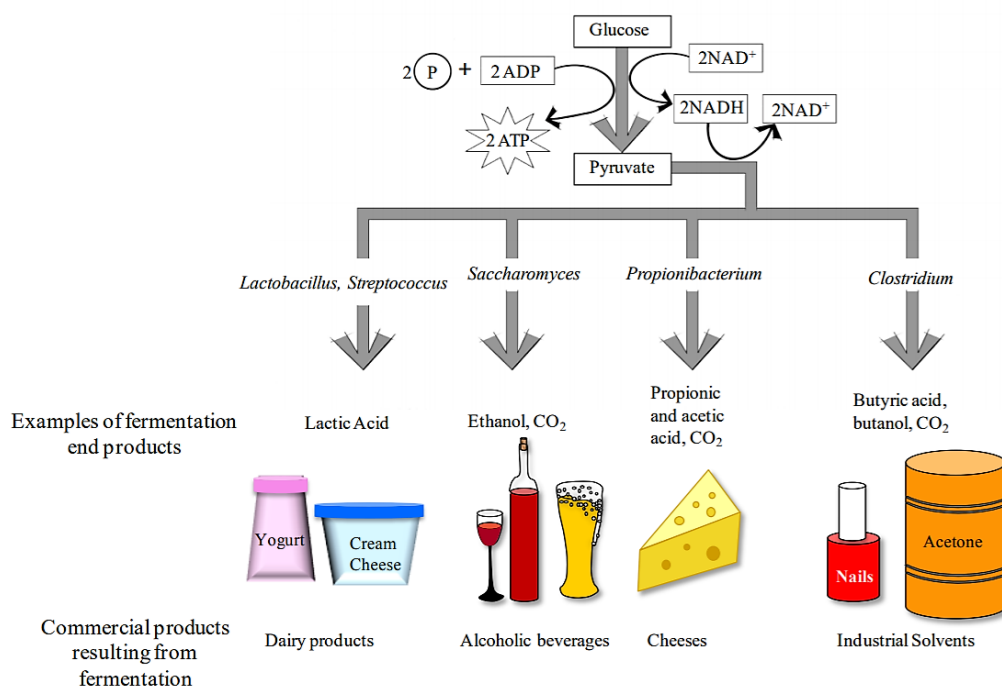 Glucose
2 P + 2 ADP
2NAD⁺
2NADH
2NAD⁺
2 ATP
Pyruvate
Lactobacillus, Streptococcus
Saccharomyces
Propionibacterium
Clostridium
Examples of fermentation
end products
Lactic Acid
Ethanol, CO₂
Propionic
and acetic
acid, CO₂
Butyric acid,
butanol, CO₂
Yogurt
Cream
Cheese
Nails
Acetone
Commercial products
resulting from
fermentation
Dairy products
Alcoholic beverages
Cheeses
Industrial Solvents